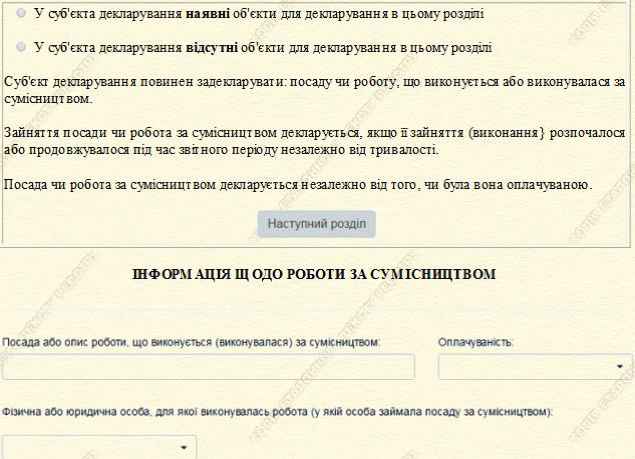 У суб'єкта декларування наявні об'єкти для декларування в цьому розділі
У суб'єкта декларування відсутні об'єкти для декларування в цьому розділі
Суб'єкт декларування повинен задекларувати: посаду чи роботу, що виконується або виконувалася за
сумісництвом.
Зайняття посади чи робота за сумісництвом декларується, якщо її зайняття (виконання} розпочалося
або продовжувалося під час звітного періоду незалежно від тривалості.
Посада чи робота за сумісництвом декларується незалежно від того, чи була вона оплачуваною.
Наступний розділ
ІНФОРМАЦІЯ ЩОДО РОБОТИ ЗА СУМІСНИЦТВОМ
Посада або опис роботи, що виконується (виконувалася) за сумісництвом: Оплачуваність:
Фізична або юридична особа, для якої виконувалась робота (у якій особа займала посаду за сумісництвом):